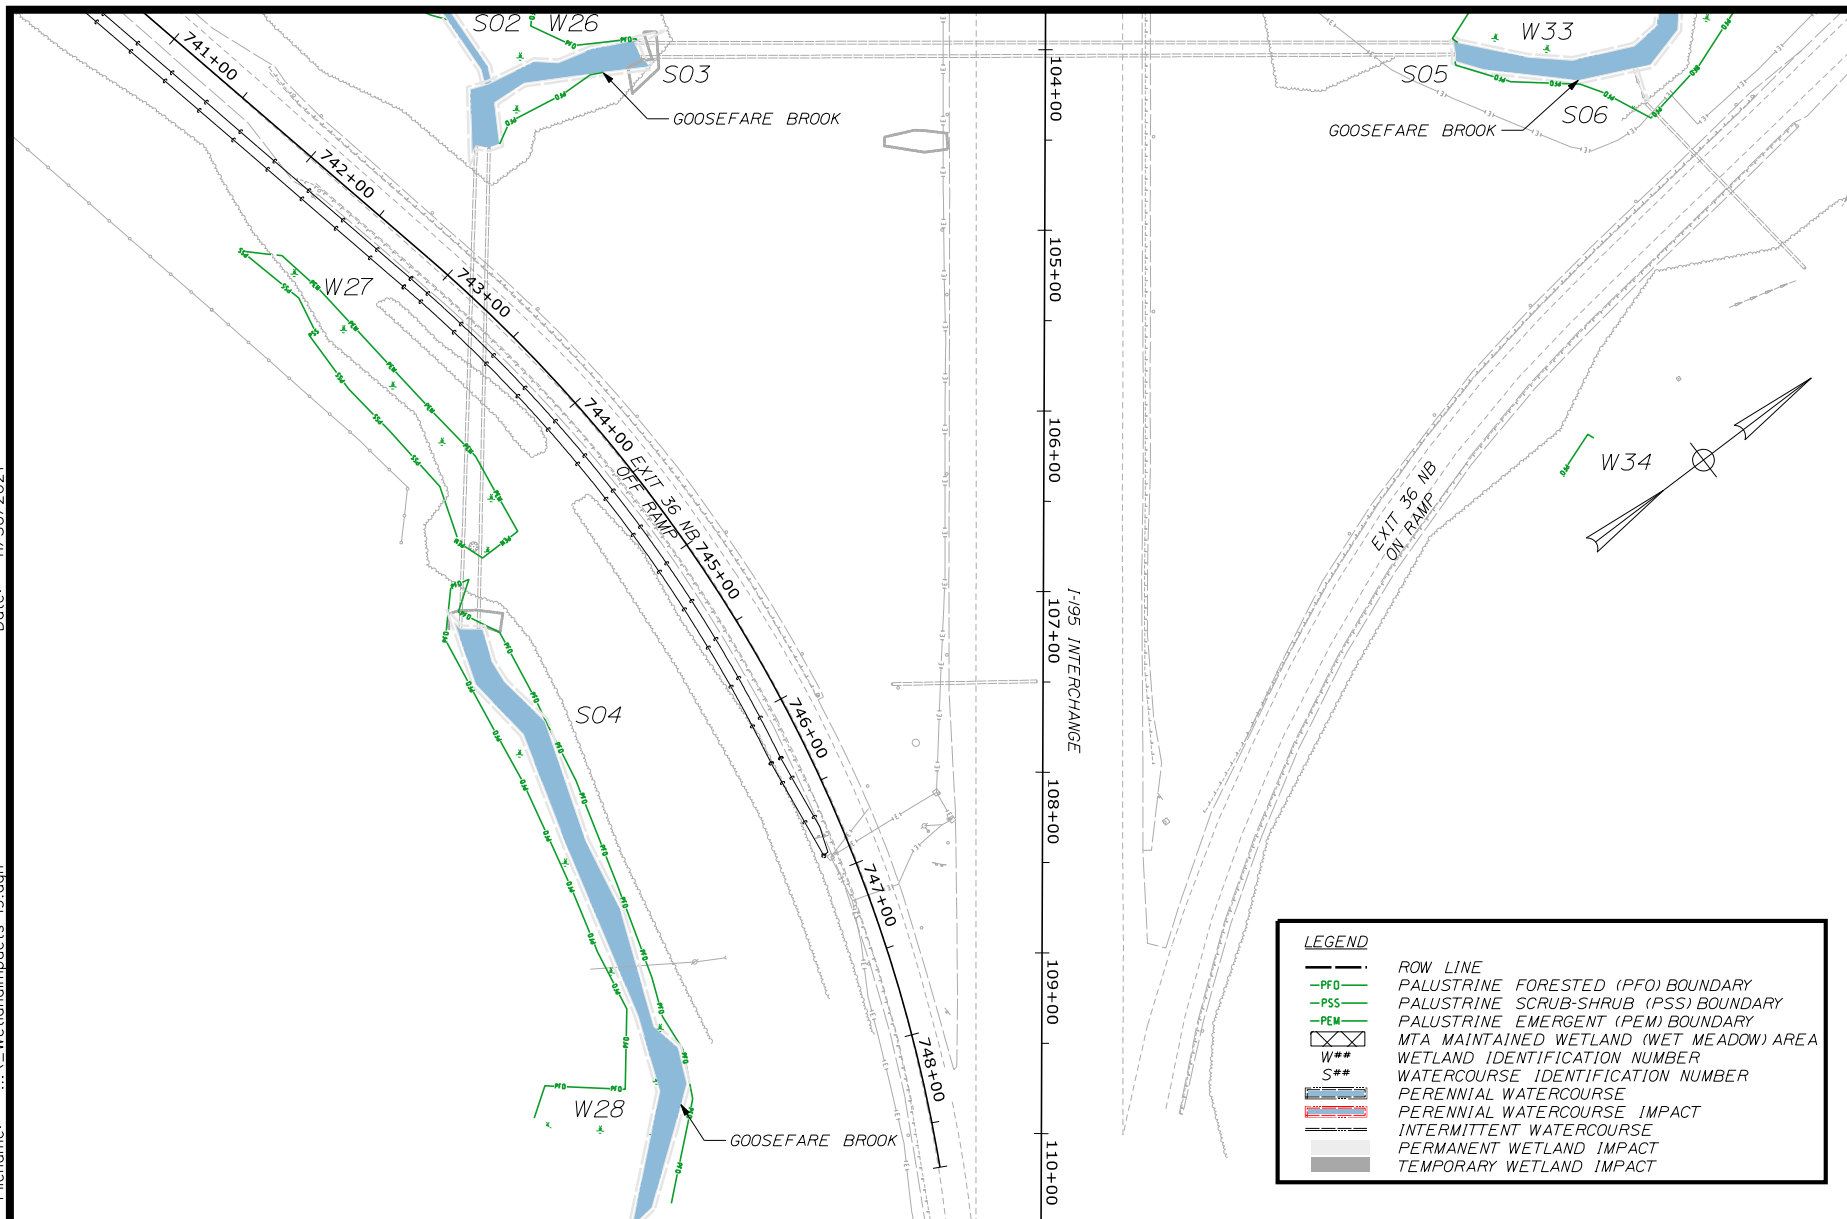 S02
W26
S03
GOOSEFARE BROOK
W33
S05
S06
GOOSEFARE BROOK
741+00
742+00
743+00
744+00
745+00
746+00
747+00
748+00
EXIT 36 NB
OFF RAMP
W27
S04
W28
GOOSEFARE BROOK
104+00
105+00
106+00
107+00
108+00
109+00
110+00
I-195 INTERCHANGE
EXIT 36 NB
ON RAMP
W34
LEGEND
ROW LINE
PFO PALUSTRINE FORESTED (PFO) BOUNDARY
PSS PALUSTRINE SCRUB-SHRUB (PSS) BOUNDARY
PEM PALUSTRINE EMERGENT (PEM) BOUNDARY
MTA MAINTAINED WETLAND (WET MEADOW) AREA
W## WETLAND IDENTIFICATION NUMBER
S## WATERCOURSE IDENTIFICATION NUMBER
PERENNIAL WATERCOURSE
PERENNIAL WATERCOURSE IMPACT
INTERMITTENT WATERCOURSE
PERMANENT WETLAND IMPACT
TEMPORARY WETLAND IMPACT